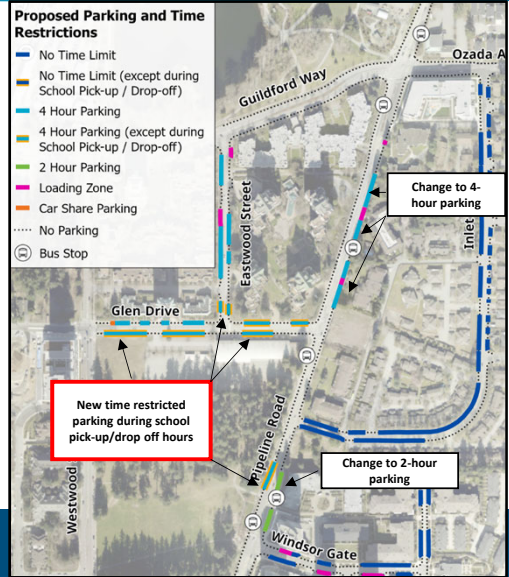 Proposed Parking and Time
Restrictions
No Time Limit
No Time Limit (except during
School Pick-up / Drop-off)
4 Hour Parking
4 Hour Parking (except during
School Pick-up / Drop-off)
2 Hour Parking
Loading Zone
Car Share Parking
No Parking
Bus Stop
Ozada A
Guildford Way
Eastwood Street
Change to 4-
hour parking
Inlet
Glen Drive
New time restricted
parking during school
pick-up/drop off hours
Pipeline Road
Change to 2-hour
parking
Westwood
Windsor Gate